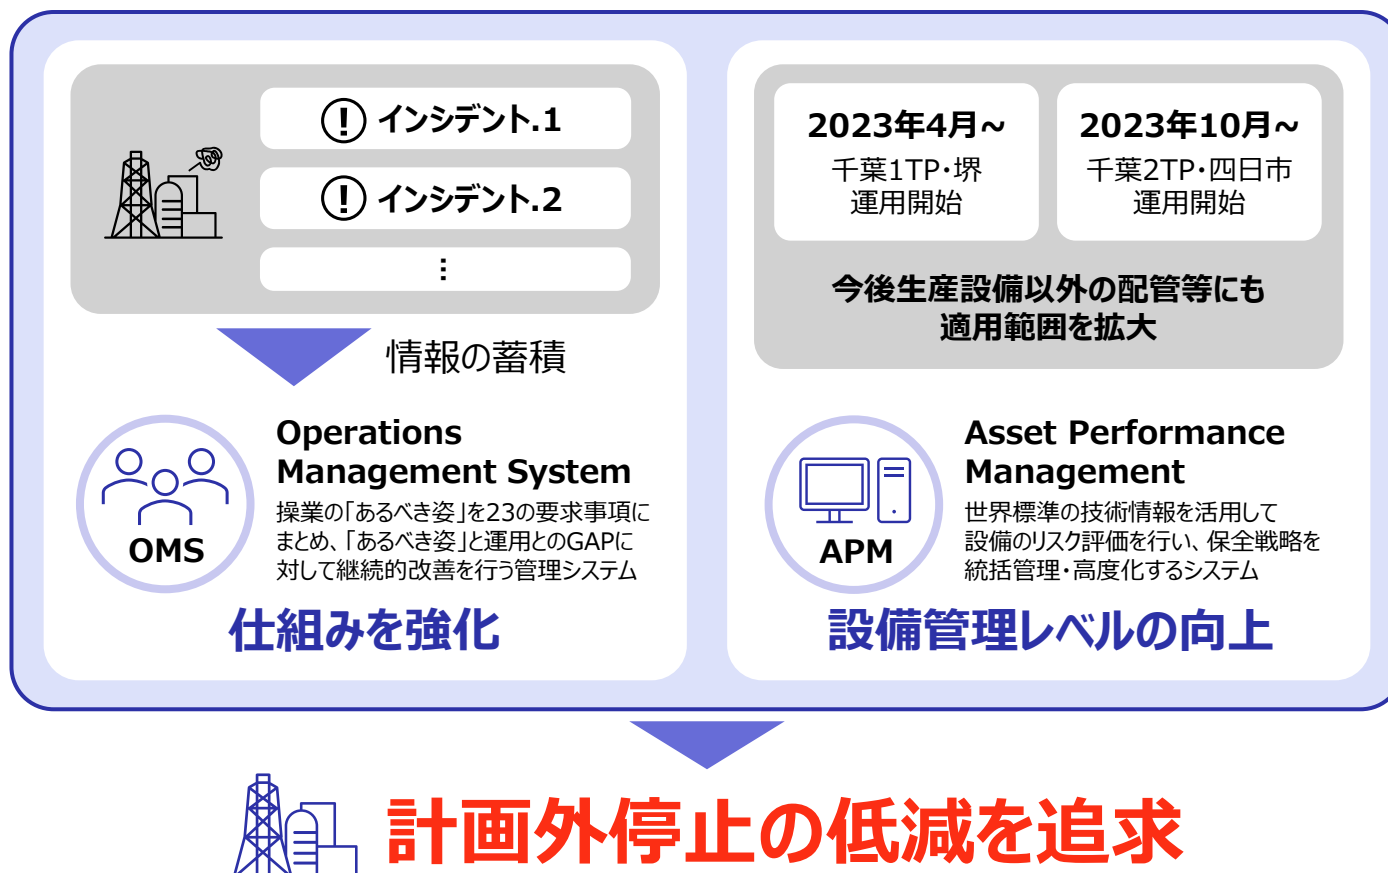 ! インシデント.1
! インシデント.2
⋮
情報の蓄積
OMS
Operations
Management System
操業の「あるべき姿」を23の要求事項に
まとめ、「あるべき姿」と運用とのGAPに
対して継続的改善を行う管理システム
仕組みを強化
2023年4月~
千葉1TP・堺
運用開始
2023年10月~
千葉2TP・四日市
運用開始
今後生産設備以外の配管等にも
適用範囲を拡大
APM
Asset Performance
Management
世界標準の技術情報を活用して
設備のリスク評価を行い、保全戦略を
統括管理・高度化するシステム
設備管理レベルの向上
計画外停止の低減を追求